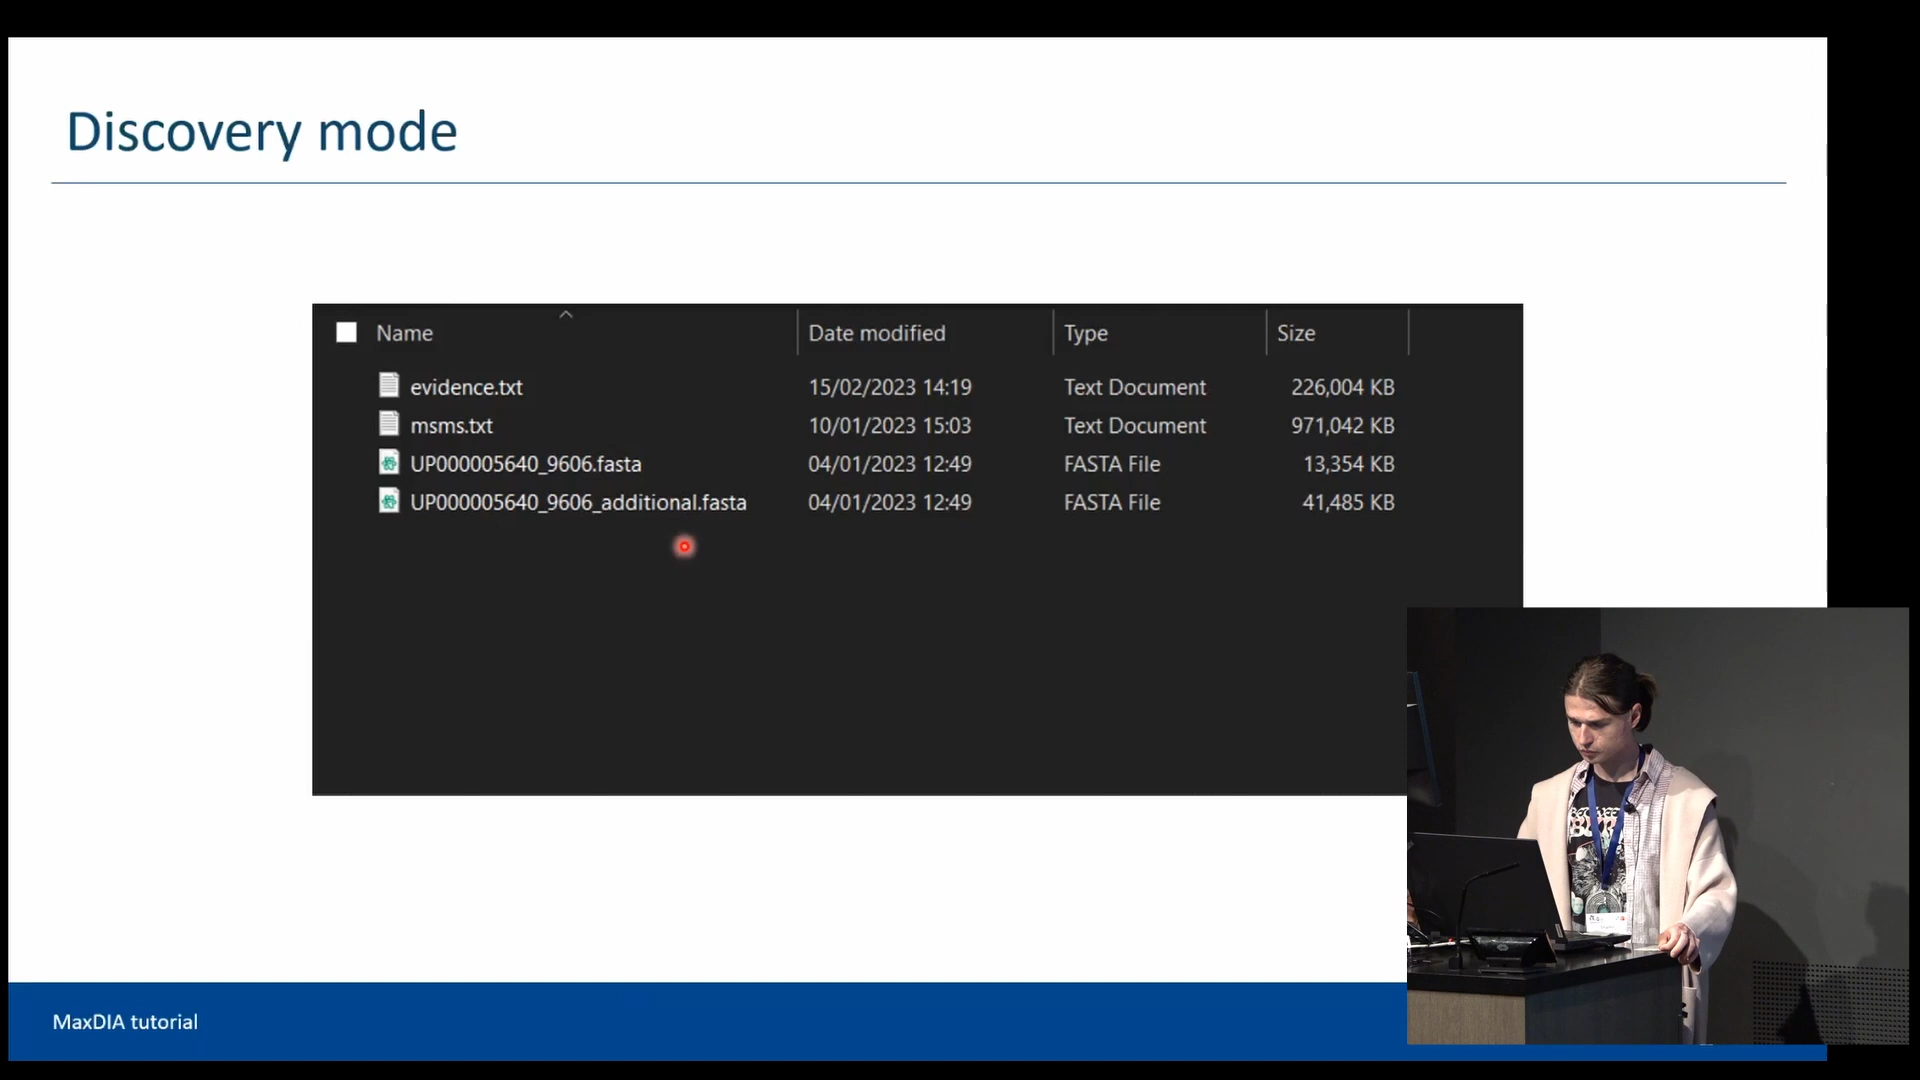 Discovery mode
Name Date modified Type Size
evidence.txt 15/02/2023 14:19 Text Document 226,004 KB
msms.txt 10/01/2023 15:03 Text Document 971,042 KB
UP000005640_9606.fasta 04/01/2023 12:49 FASTA File 13,354 KB
UP000005640_9606_additional.fasta 04/01/2023 12:49 FASTA File 41,485 KB
MaxDIA tutorial